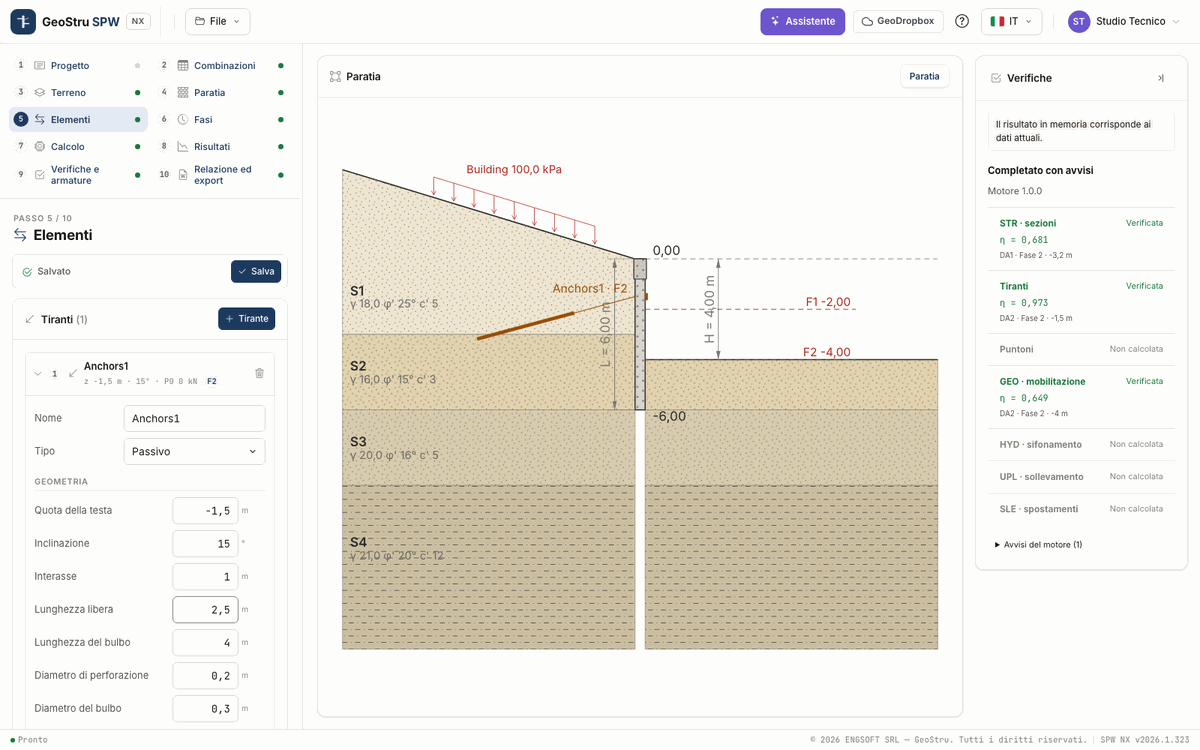 GeoStru SPW NX
File
Assistente
GeoDropbox
IT
ST Studio Tecnico
1 Progetto
2 Combinazioni
3 Terreno
4 Paratia
5 Elementi
6 Fasi
7 Calcolo
8 Risultati
9 Verifiche e armature
10 Relazione ed export
PASSO 5 / 10
Elementi
Salvato
Salva
Tiranti (1)
+ Tirante
1 Anchors1
z -1,5 m · 15° · P0 0 kN F2
Nome Anchors1
Tipo Passivo
GEOMETRIA
Quota della testa -1,5 m
Inclinazione 15 °
Interasse 1 m
Lunghezza libera 2,5 m
Lunghezza del bulbo 4 m
Diametro di perforazione 0,2 m
Diametro del bulbo 0,3 m
Paratia
Paratia
Building 100,0 kPa
0,00
Anchors1 · F2
S1
γ 18,0 φ' 25° c' 5
L = 6,00 m
H = 4,00 m
F1 -2,00
F2 -4,00
S2
γ 16,0 φ' 15° c' 3
-6,00
S3
γ 20,0 φ' 16° c' 5
S4
γ 21,0 φ' 20° c' 12
Verifiche
Il risultato in memoria corrisponde ai
dati attuali.
Completato con avvisi
Motore 1.0.0
STR · sezioni Verificata
η = 0,681
DA1 · Fase 2 · -3,2 m
Tiranti Verificata
η = 0,973
DA2 · Fase 2 · -1,5 m
Puntoni Non calcolata
GEO · mobilitazione Verificata
η = 0,649
DA2 · Fase 2 · -4 m
HYD · sifonamento Non calcolata
UPL · sollevamento Non calcolata
SLE · spostamenti Non calcolata
Avvisi del motore (1)
Pronto
© 2026 ENGSOFT SRL — GeoStru. Tutti i diritti riservati. | SPW NX v2026.1.323